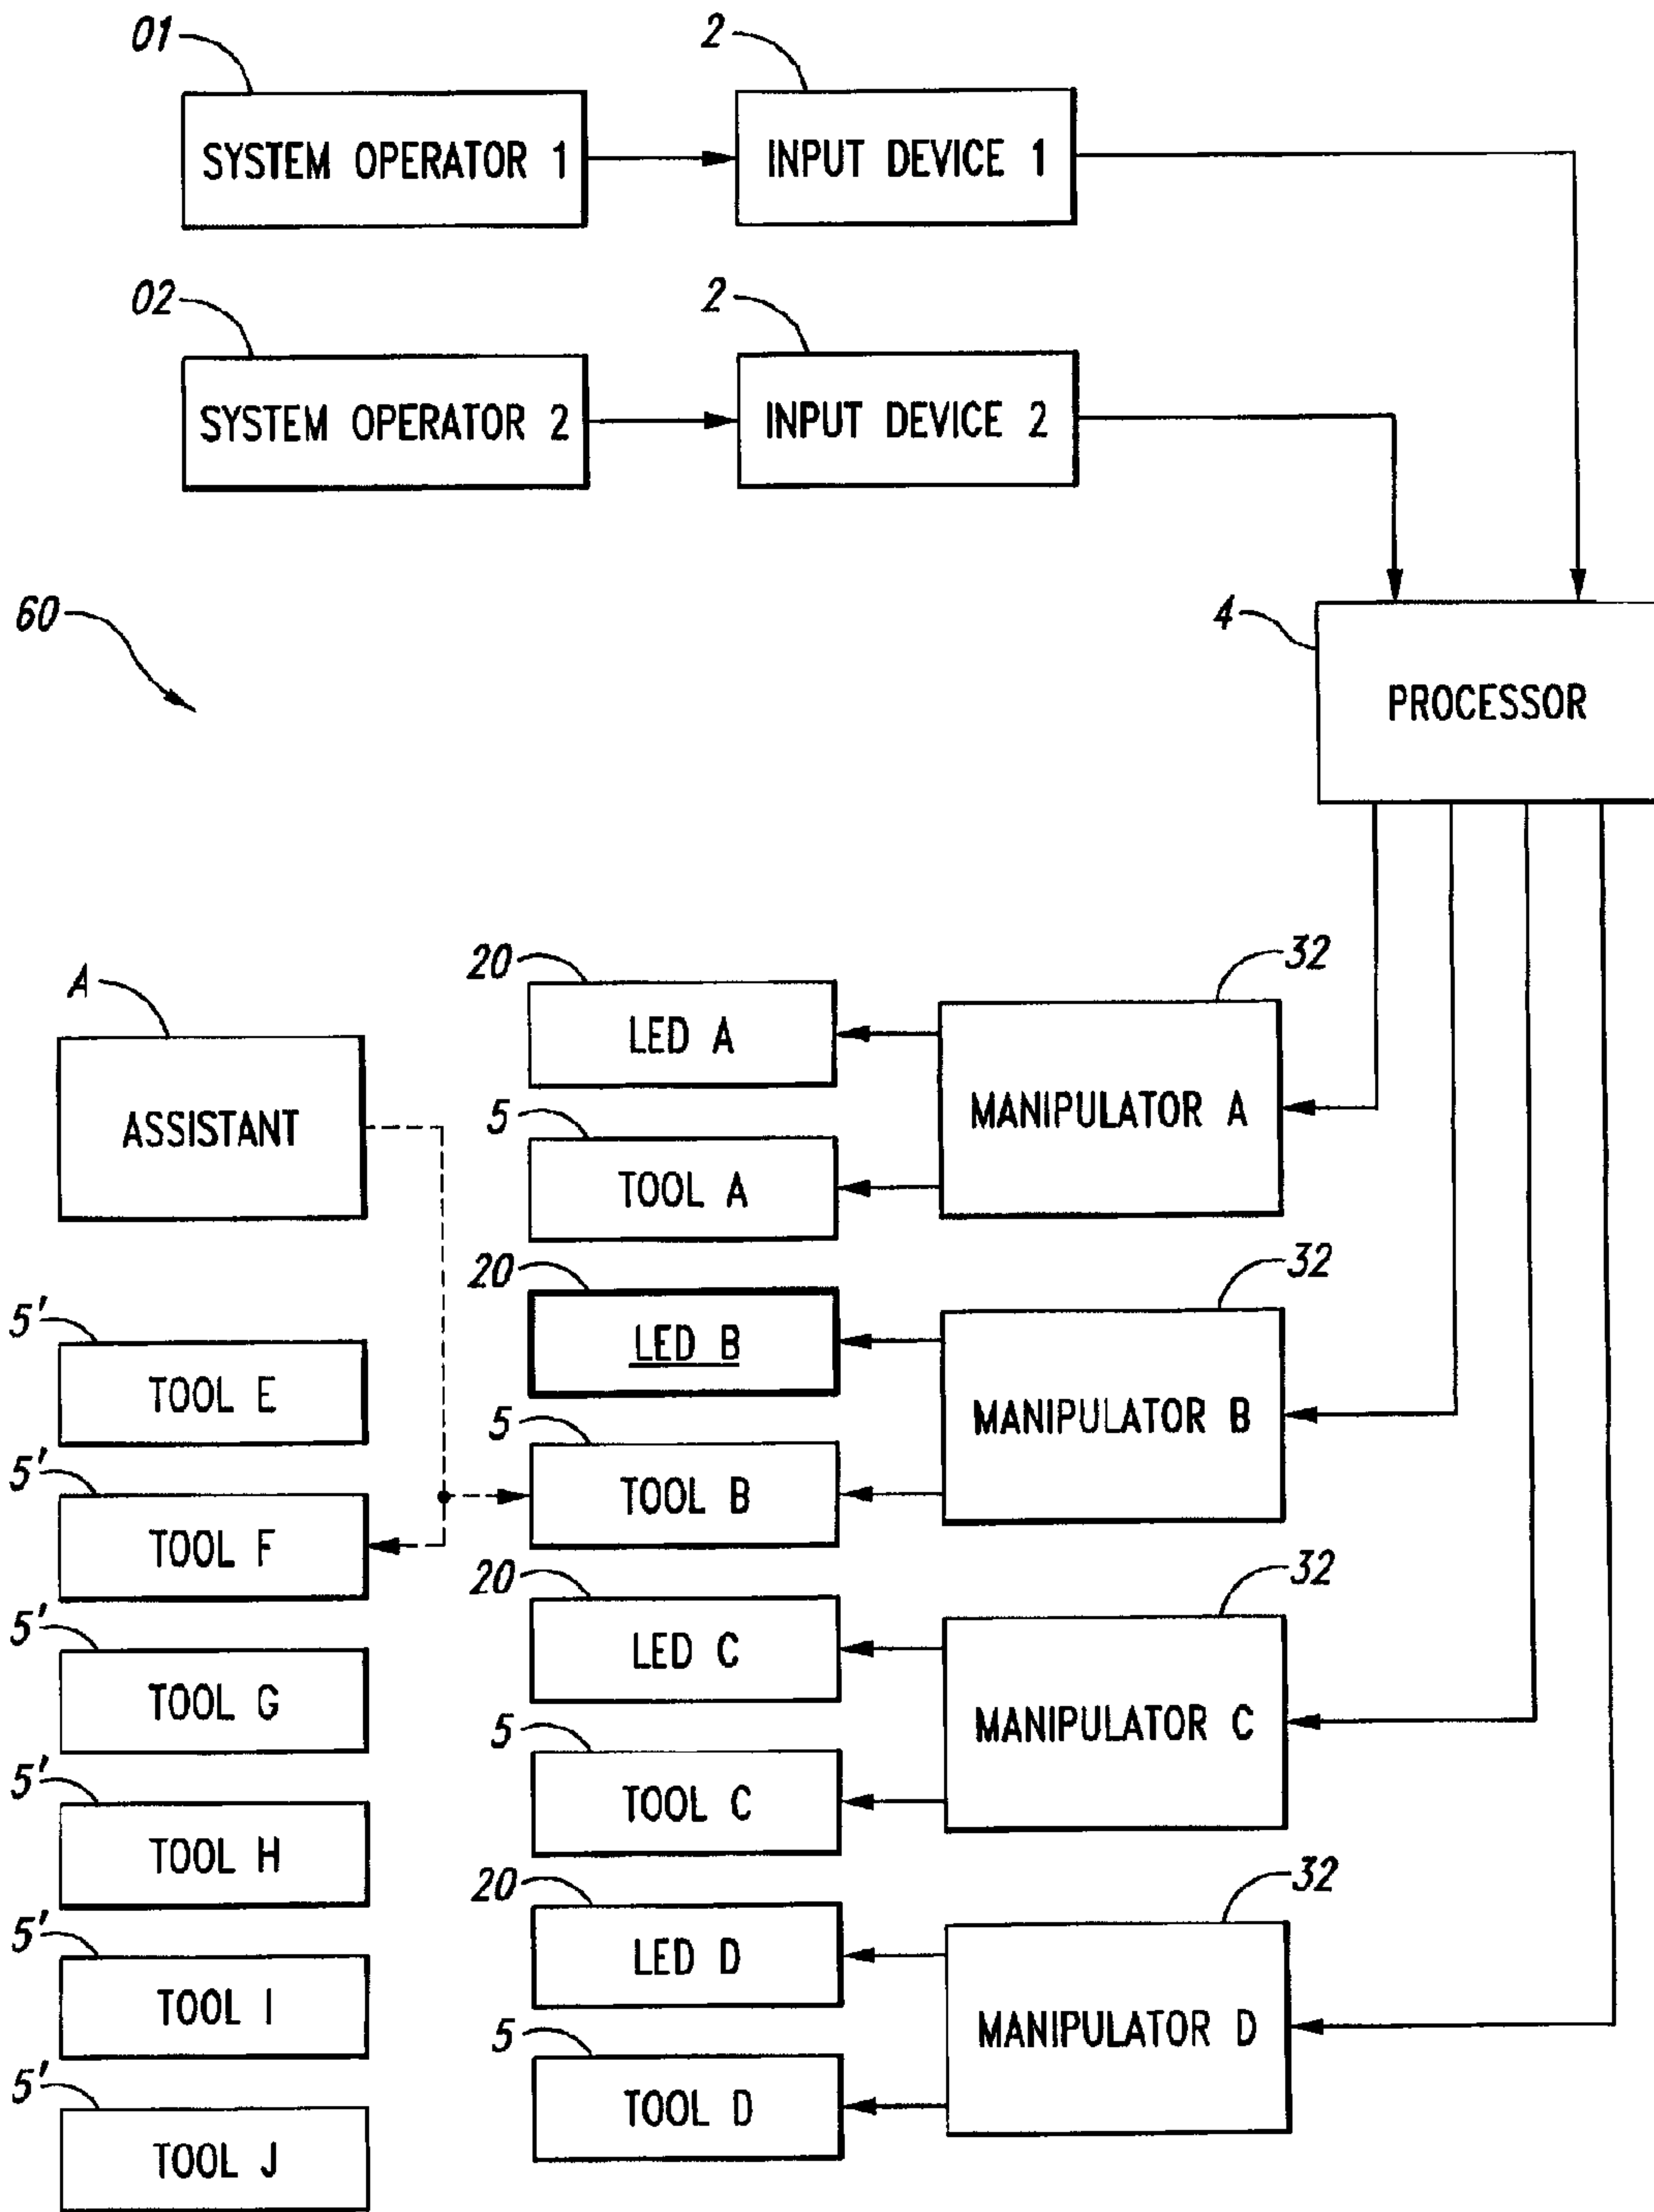 01
2
SYSTEM OPERATOR 1
INPUT DEVICE 1
02
2
SYSTEM OPERATOR 2
INPUT DEVICE 2
60
4
PROCESSOR
A
ASSISTANT
20
LED A
32
MANIPULATOR A
5
TOOL A
20
LED B
32
MANIPULATOR B
5
TOOL B
20
LED C
32
MANIPULATOR C
5
TOOL C
20
LED D
32
MANIPULATOR D
5
TOOL D
5'
TOOL E
5'
TOOL F
5'
TOOL G
5'
TOOL H
5'
TOOL I
5'
TOOL J